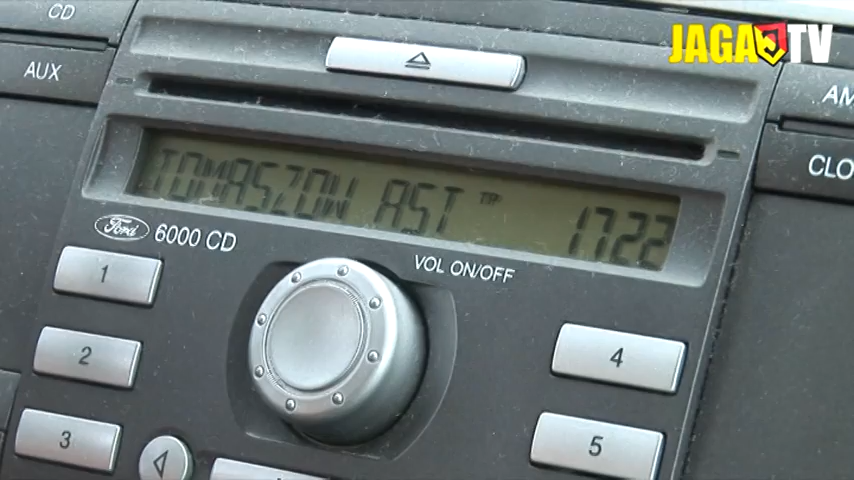 CD
JAGA TV
AUX
AM
CLO
TOMASZOW AST TP 17.22
Ford 6000 CD
VOL ON/OFF
1
2
3
4
5